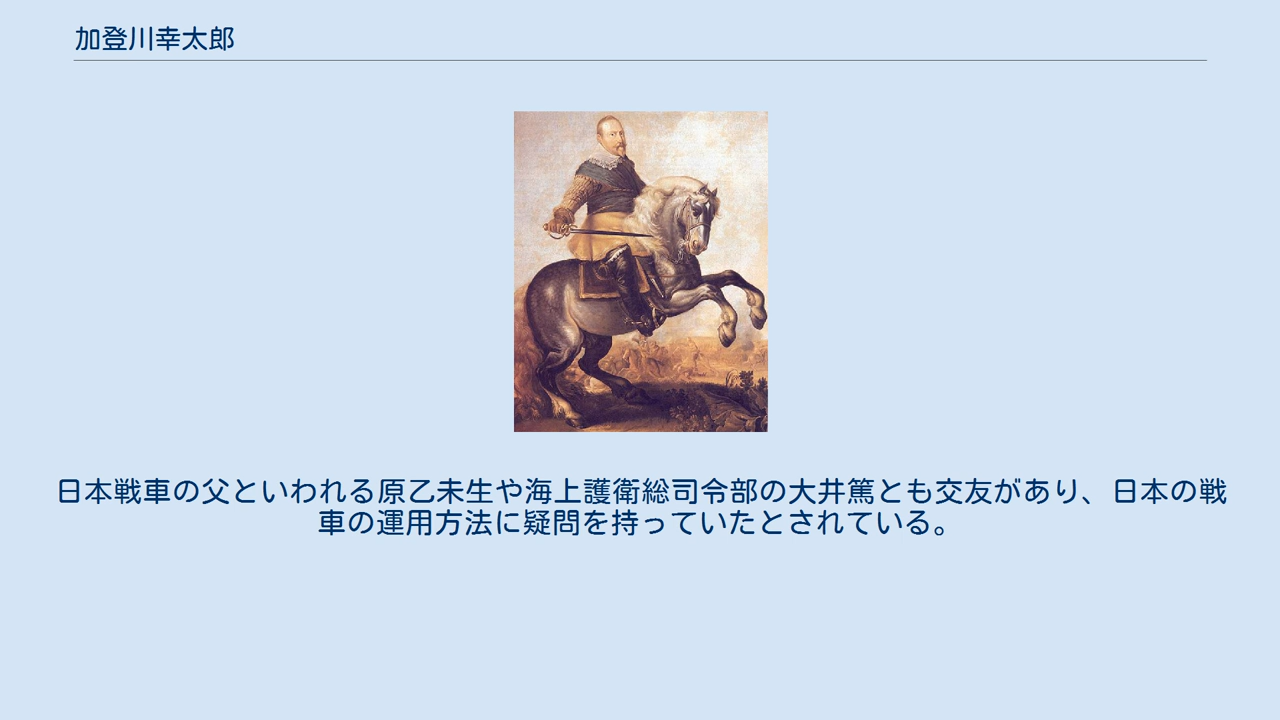 加登川幸太郎
日本戦車の父といわれる原乙未生や海上護衛総司令部の大井篤とも交友があり、日本の戦
車の運用方法に疑問を持っていたとされている。